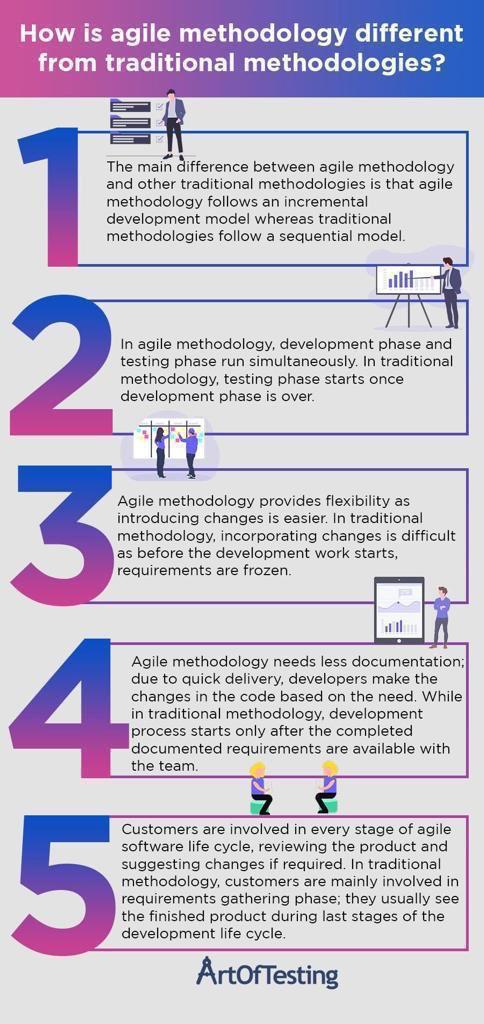 How is agile methodology different
from traditional methodologies?
1
The main difference between agile methodology
and other traditional methodologies is that agile
methodology follows an incremental
development model whereas traditional
methodologies follow a sequential model.
2
In agile methodology, development phase and
testing phase run simultaneously. In traditional
methodology, testing phase starts once
development phase is over.
3
Agile methodology provides flexibility as
introducing changes is easier. In traditional
methodology, incorporating changes is difficult
as before the development work starts,
requirements are frozen.
4
Agile methodology needs less documentation;
due to quick delivery, developers make the
changes in the code based on the need. While
in traditional methodology, development
process starts only after the completed
documented requirements are available with
the team.
5
Customers are involved in every stage of agile
software life cycle, reviewing the product and
suggesting changes if required. In traditional
methodology, customers are mainly involved in
requirements gathering phase; they usually see
the finished product during last stages of the
development life cycle.
ArtOfTesting